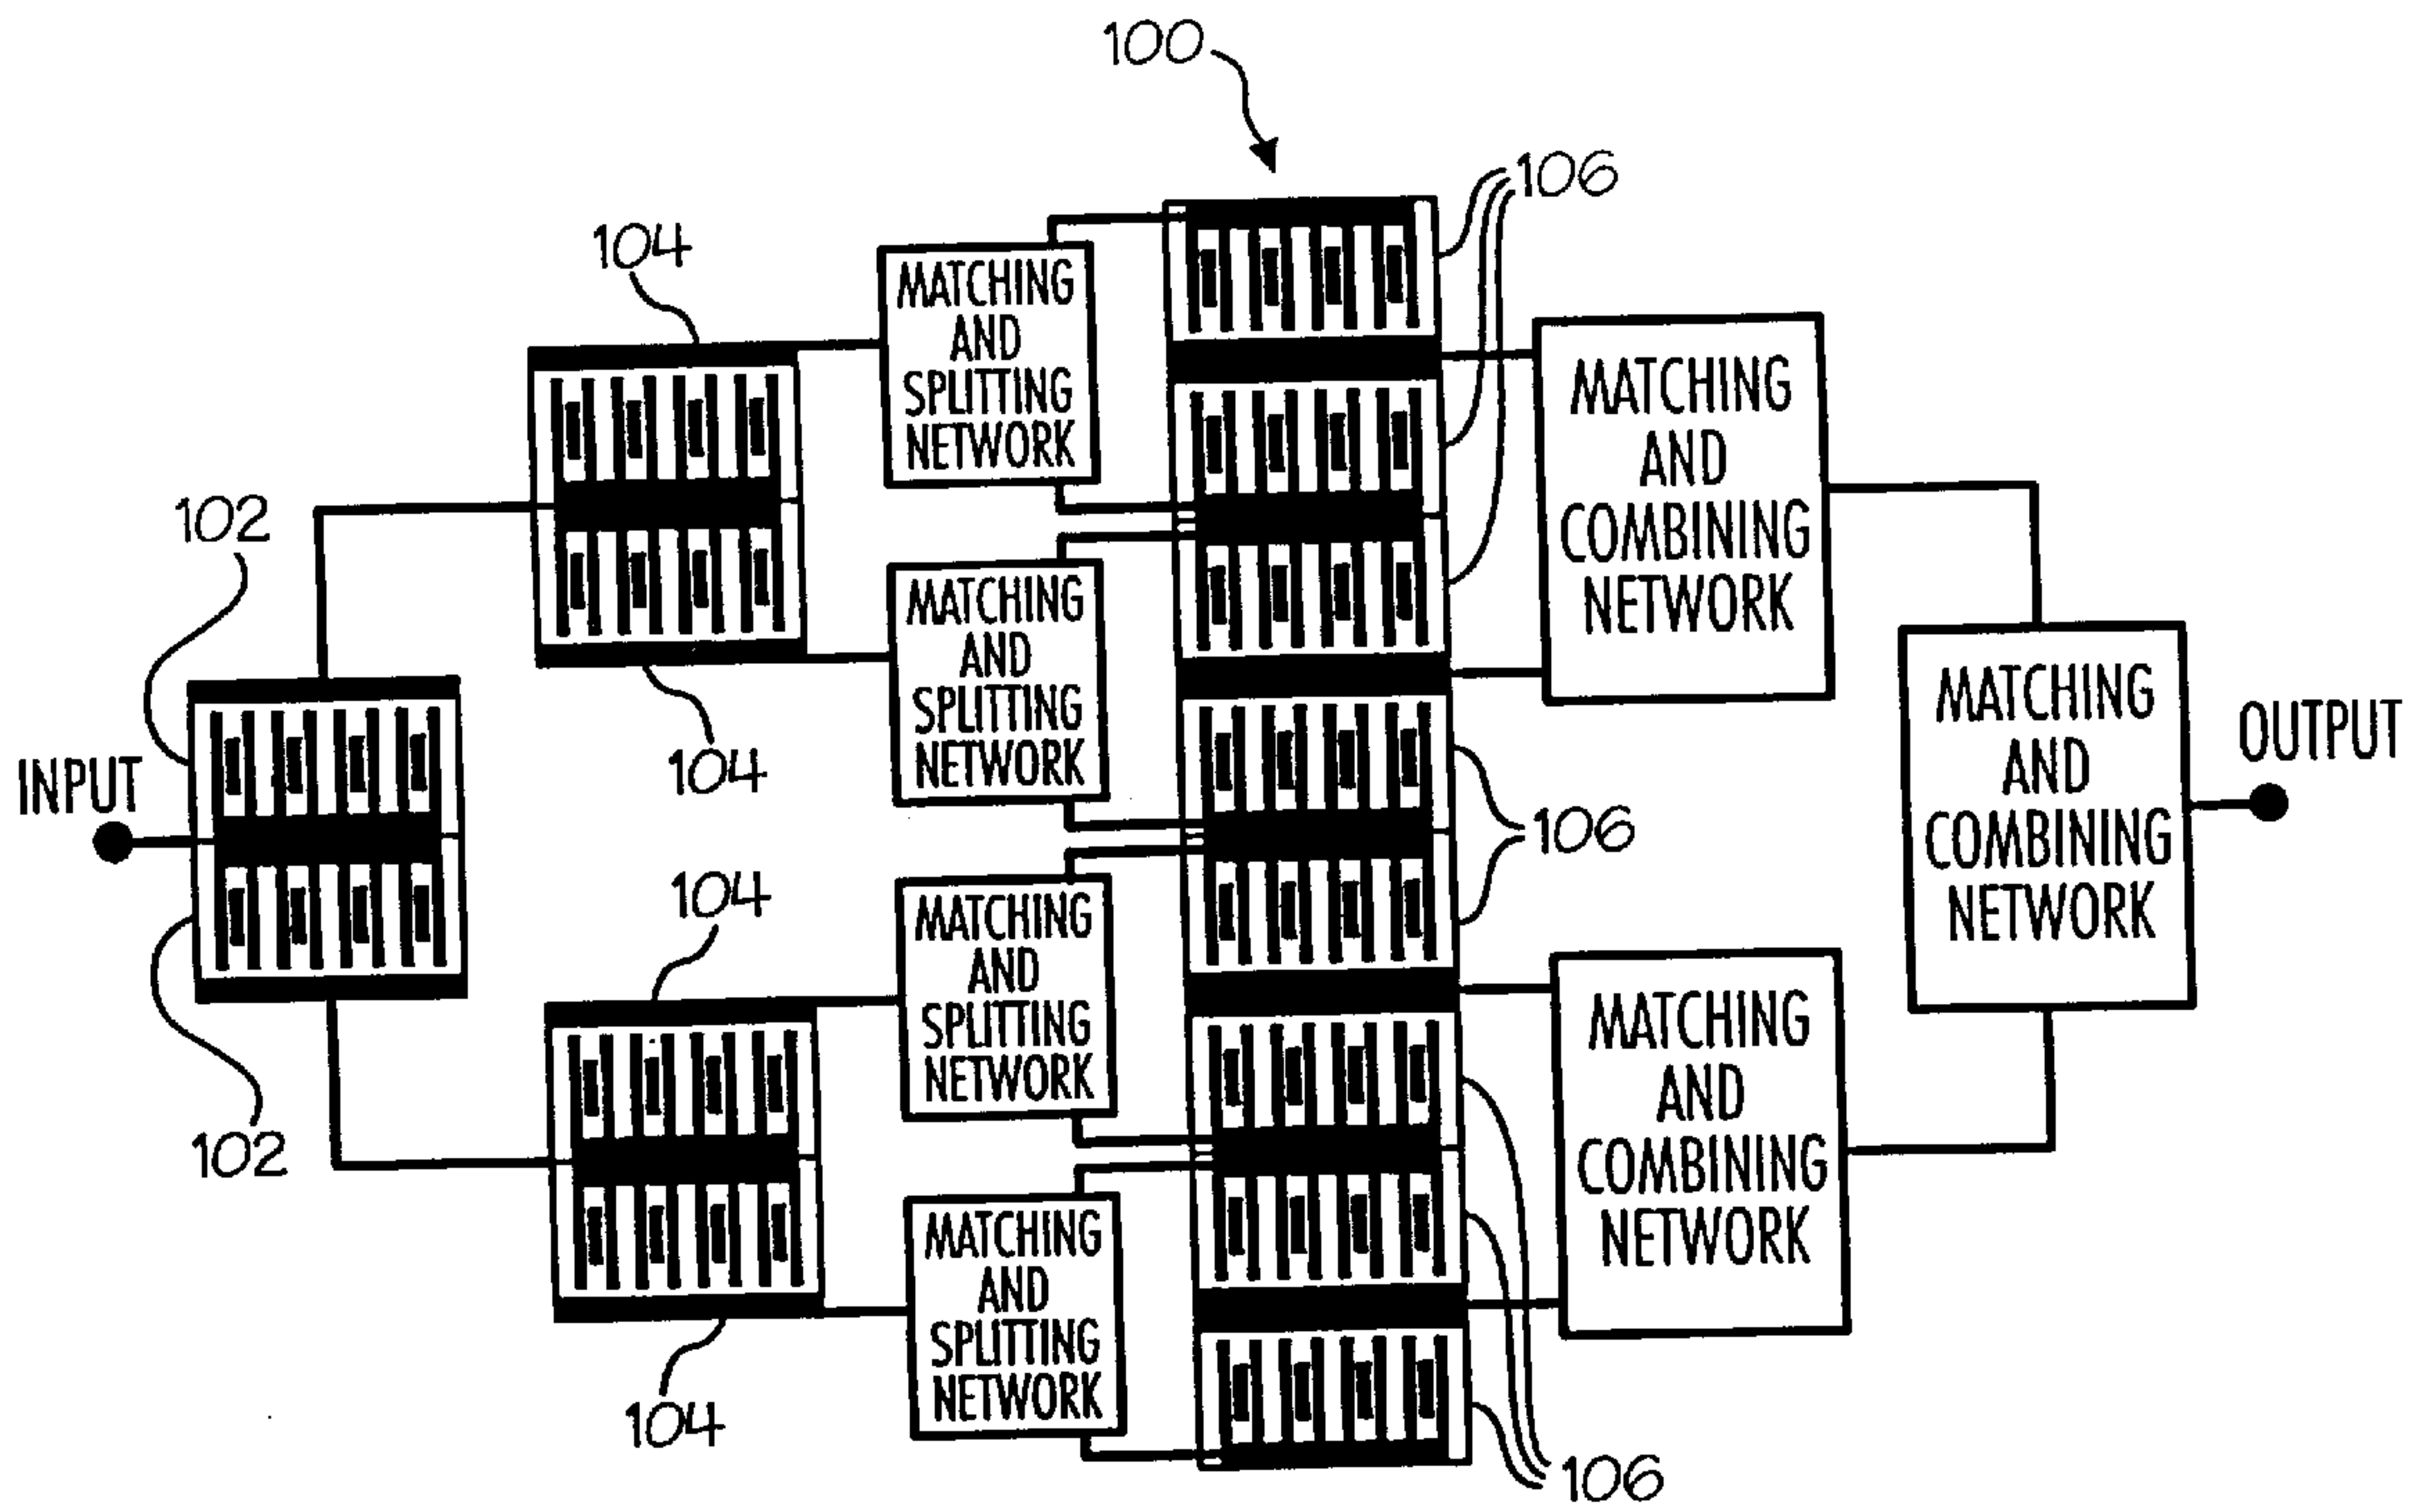 100
106
104
MATCHING
AND
SPLITTING
NETWORK
MATCHING
AND
COMBINING
NETWORK
102
MATCHING
AND
SPLITTING
NETWORK
104
INPUT
MATCHING
AND
COMBINING
NETWORK
OUTPUT
106
104
MATCHING
AND
SPLITTING
NETWORK
102
MATCHING
AND
COMBINING
NETWORK
MATCHING
AND
SPLITTING
NETWORK
104
106